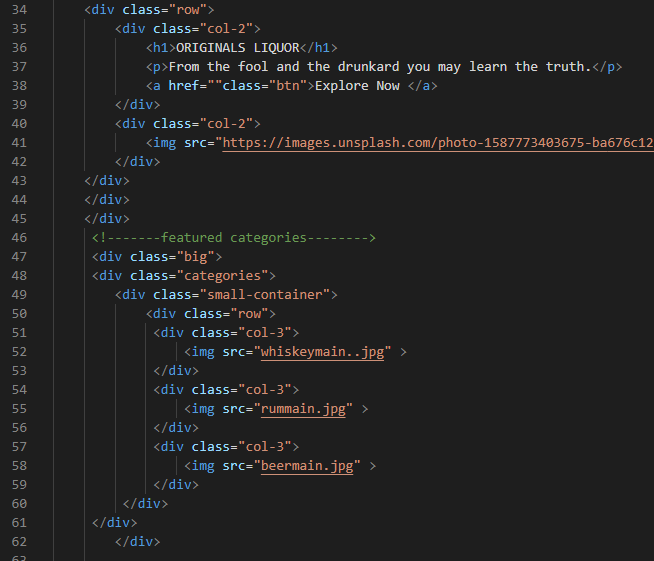 34 <div class="row">
35 <div class="col-2">
36 <h1>ORIGINALS LIQUOR</h1>
37 <p>From the fool and the drunkard you may learn the truth.</p>
38 <a href=""class="btn">Explore Now </a>
39 </div>
40 <div class="col-2">
41 <img src="https://images.unsplash.com/photo-1587773403675-ba676c12
42 </div>
43 </div>
44 </div>
45 </div>
46 <!-------featured categories-------->
47 <div class="big">
48 <div class="categories">
49 <div class="small-container">
50 <div class="row">
51 <div class="col-3">
52 <img src="whiskeymain..jpg" >
53 </div>
54 <div class="col-3">
55 <img src="rummain.jpg" >
56 </div>
57 <div class="col-3">
58 <img src="beermain.jpg" >
59 </div>
60 </div>
61 </div>
62 </div>
63